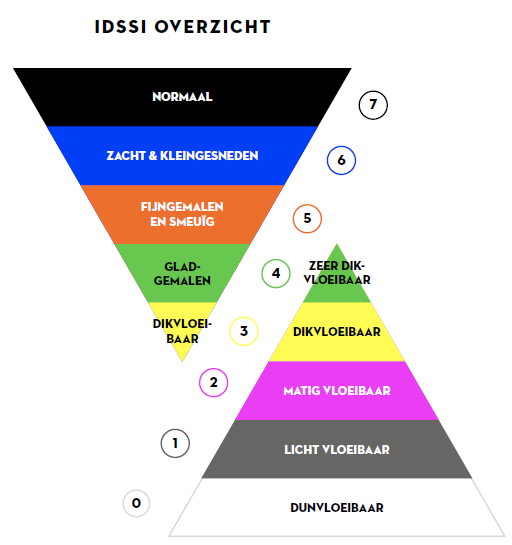 IDSSI OVERZICHT
NORMAAL
7
ZACHT & KLEINGESNEDEN
6
FIJNGEMALEN
EN SMEUÏG
5
GLAD-
GEMALEN
4
ZEER DIK-
VLOEIBAAR
DIKVLOEI-
BAAR
3
DIKVLOEIBAAR
2
MATIG VLOEIBAAR
1
LICHT VLOEIBAAR
0
DUNVLOEIBAAR